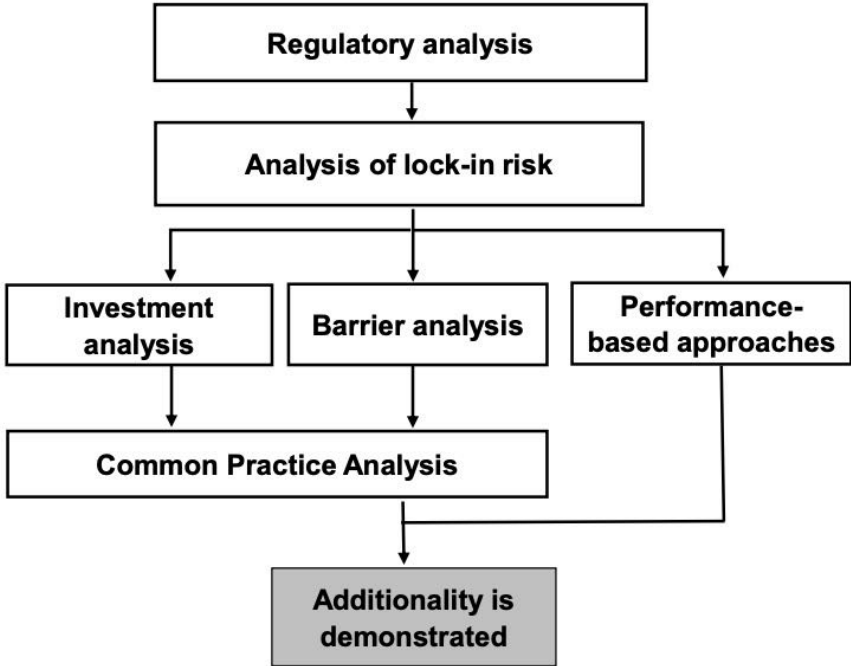 Regulatory analysis
Analysis of lock-in risk
Investment
analysis
Barrier analysis
Performance-
based approaches
Common Practice Analysis
Additionality is
demonstrated